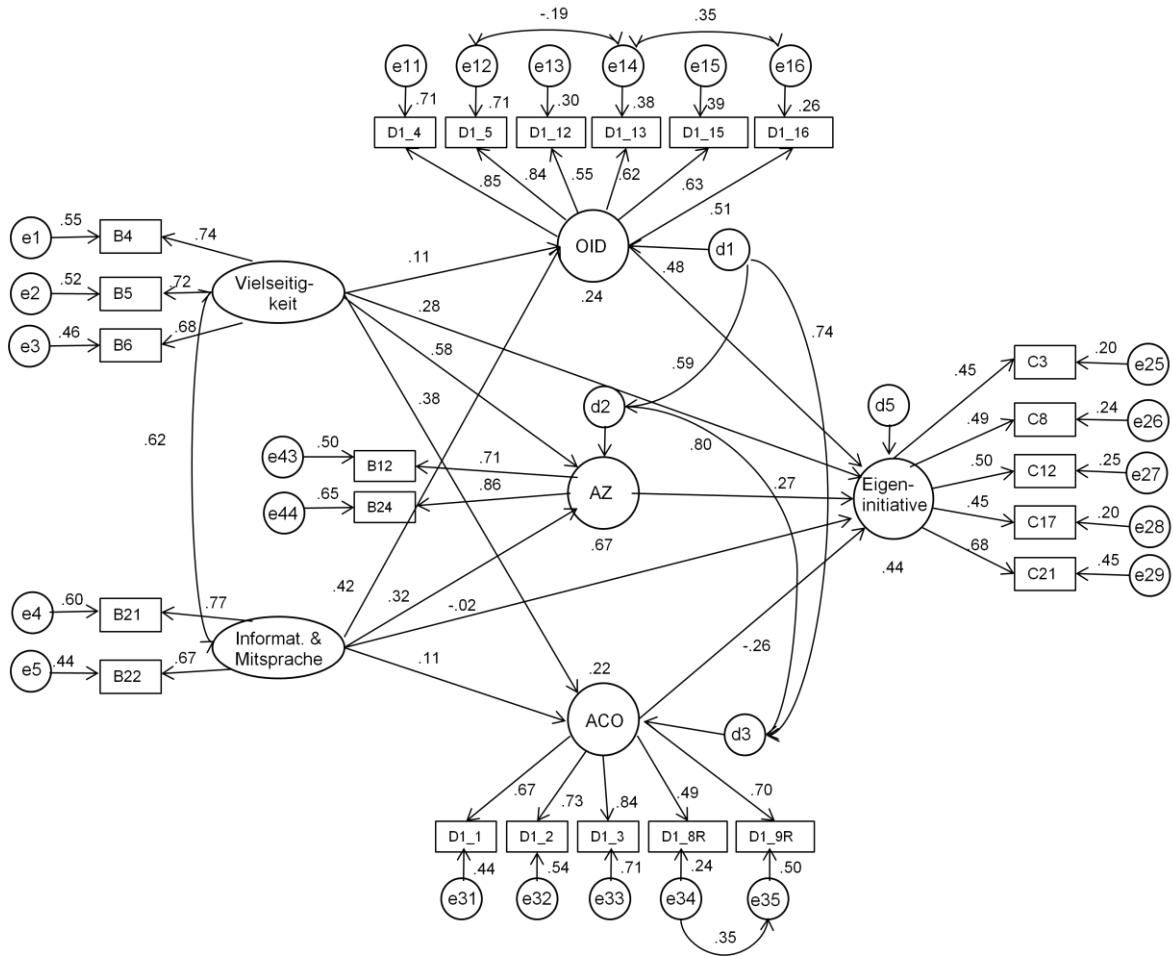 -.19
.35
e11
e12
e13
e14
e15
e16
.71
.71
.30
.38
.39
.26
D1_4
D1_5
D1_12
D1_13
D1_15
D1_16
.85
.84
.55
.62
.63
.51
e1
.55
B4
.74
OID
d1
.11
.24
.48
e2
.52
B5
.72
Vielseitig-
keit
.28
e3
.46
B6
.68
.58
.59
.74
.38
d2
.80
.62
e43
.50
B12
.71
e44
.65
B24
.86
AZ
.67
.27
d5
Eigen-
initiative
.44
.45
C3
.20
e25
.49
C8
.24
e26
.50
C12
.25
e27
.45
C17
.20
e28
.68
C21
.45
e29
.42
.32
-.02
e4
.60
B21
.77
Informat. &
Mitsprache
e5
.44
B22
.67
.11
.22
-.26
ACO
d3
.67
.73
.84
.49
.70
D1_1
D1_2
D1_3
D1_8R
D1_9R
.44
.54
.71
.24
.50
e31
e32
e33
e34
e35
.35